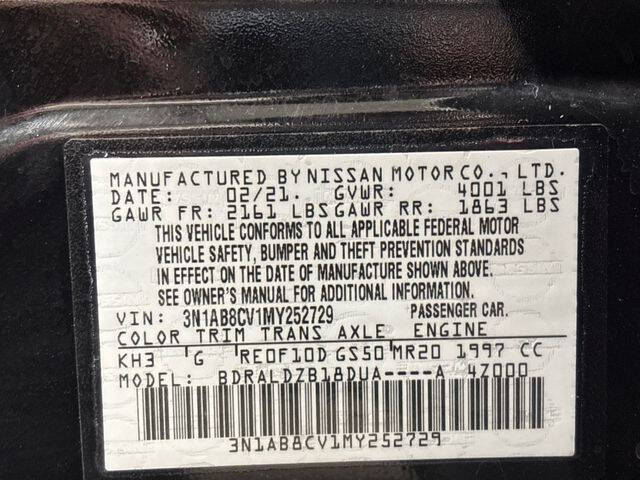 MANUFACTURED BY NISSAN MOTOR CO., LTD.
DATE: 02/21. GVWR: 4001 LBS
GAWR FR: 2161 LBS GAWR RR: 1863 LBS
THIS VEHICLE CONFORMS TO ALL APPLICABLE FEDERAL MOTOR
VEHICLE SAFETY, BUMPER AND THEFT PREVENTION STANDARDS
IN EFFECT ON THE DATE OF MANUFACTURE SHOWN ABOVE.
SEE OWNER'S MANUAL FOR ADDITIONAL INFORMATION.
VIN: 3N1AB8CV1MY252729 PASSENGER CAR.
COLOR TRIM TRANS AXLE ENGINE
KH3 G RE0F10D GS50 MR20 1997 CC
MODEL: BDRALDZB18DUA----A 4Z000
3N1AB8CV1MY252729